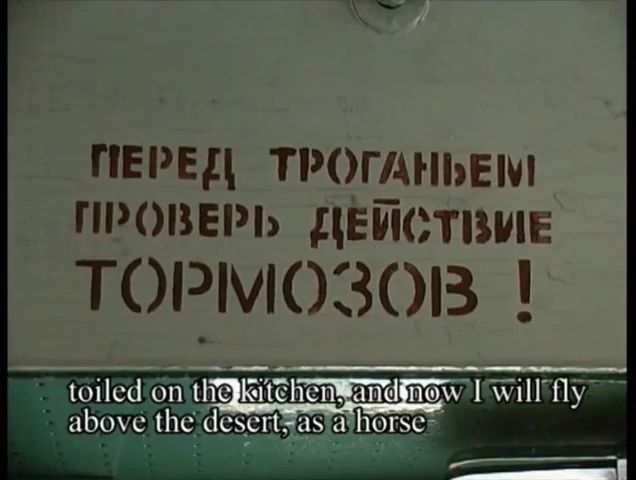 ПЕРЕД ТРОГАНЬЕМ
ПРОВЕРЬ ДЕЙСТВИЕ
ТОРМОЗОВ !
toiled on the kitchen, and now I will fly
above the desert, as a horse